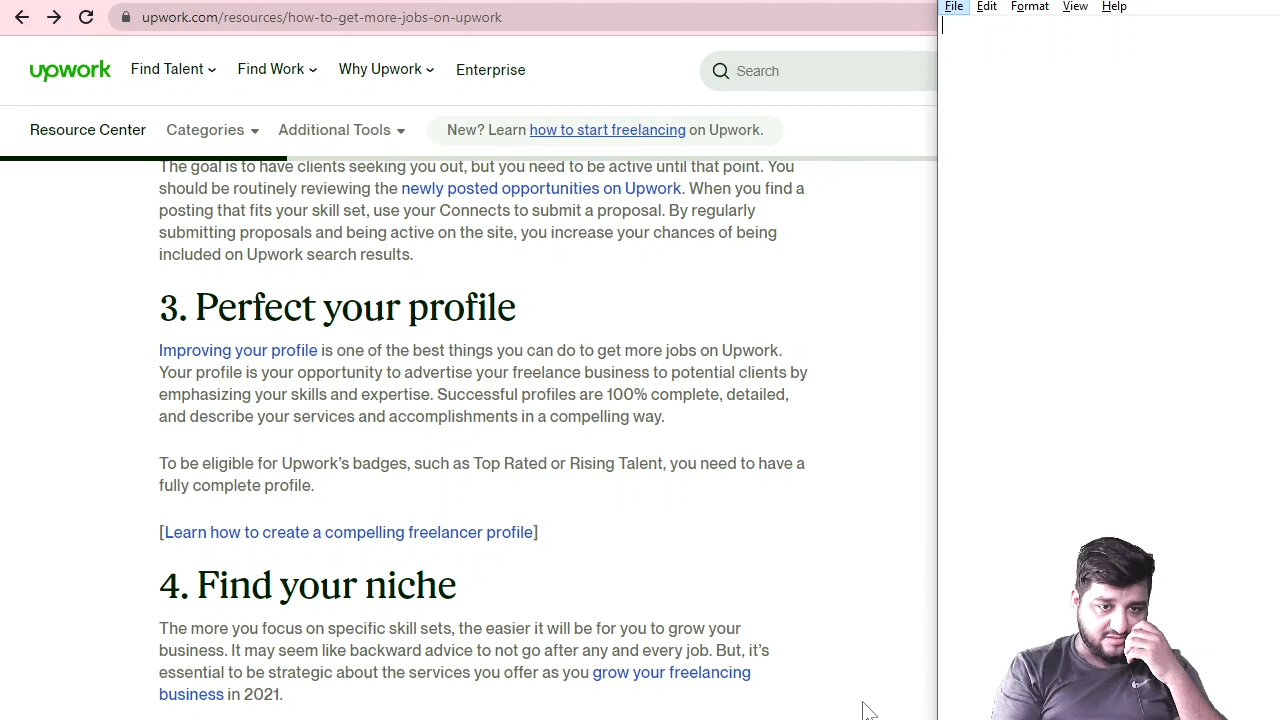 upwork.com/resources/how-to-get-more-jobs-on-upwork
File Edit Format View Help
upwork Find Talent Find Work Why Upwork Enterprise Search
Resource Center Categories Additional Tools New? Learn how to start freelancing on Upwork.
The goal is to have clients seeking you out, but you need to be active until that point. You
should be routinely reviewing the newly posted opportunities on Upwork. When you find a
posting that fits your skill set, use your Connects to submit a proposal. By regularly
submitting proposals and being active on the site, you increase your chances of being
included on Upwork search results.
3. Perfect your profile
Improving your profile is one of the best things you can do to get more jobs on Upwork.
Your profile is your opportunity to advertise your freelance business to potential clients by
emphasizing your skills and expertise. Successful profiles are 100% complete, detailed,
and describe your services and accomplishments in a compelling way.
To be eligible for Upwork’s badges, such as Top Rated or Rising Talent, you need to have a
fully complete profile.
[Learn how to create a compelling freelancer profile]
4. Find your niche
The more you focus on specific skill sets, the easier it will be for you to grow your
business. It may seem like backward advice to not go after any and every job. But, it’s
essential to be strategic about the services you offer as you grow your freelancing
business in 2021.